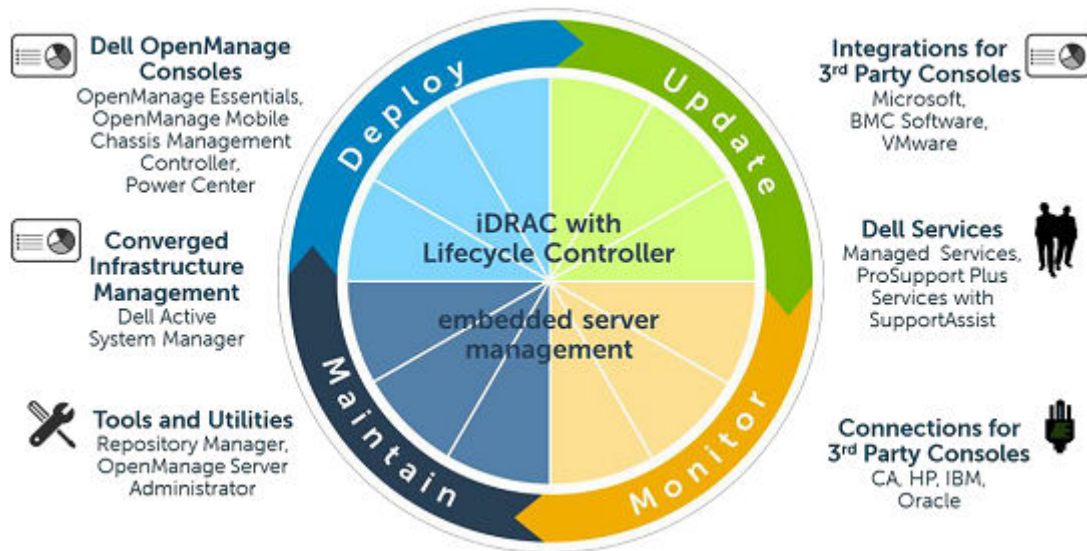 Dell OpenManage
Consoles
OpenManage Essentials,
OpenManage Mobile
Chassis Management
Controller,
Power Center
Converged
Infrastructure
Management
Dell Active
System Manager
Tools and Utilities
Repository Manager,
OpenManage Server
Administrator
Deploy
Update
Monitor
Maintain
iDRAC with
Lifecycle Controller
embedded server
management
Integrations for
3rd Party Consoles
Microsoft,
BMC Software,
VMware
Dell Services
Managed Services,
ProSupport Plus
Services with
SupportAssist
Connections for
3rd Party Consoles
CA, HP, IBM,
Oracle